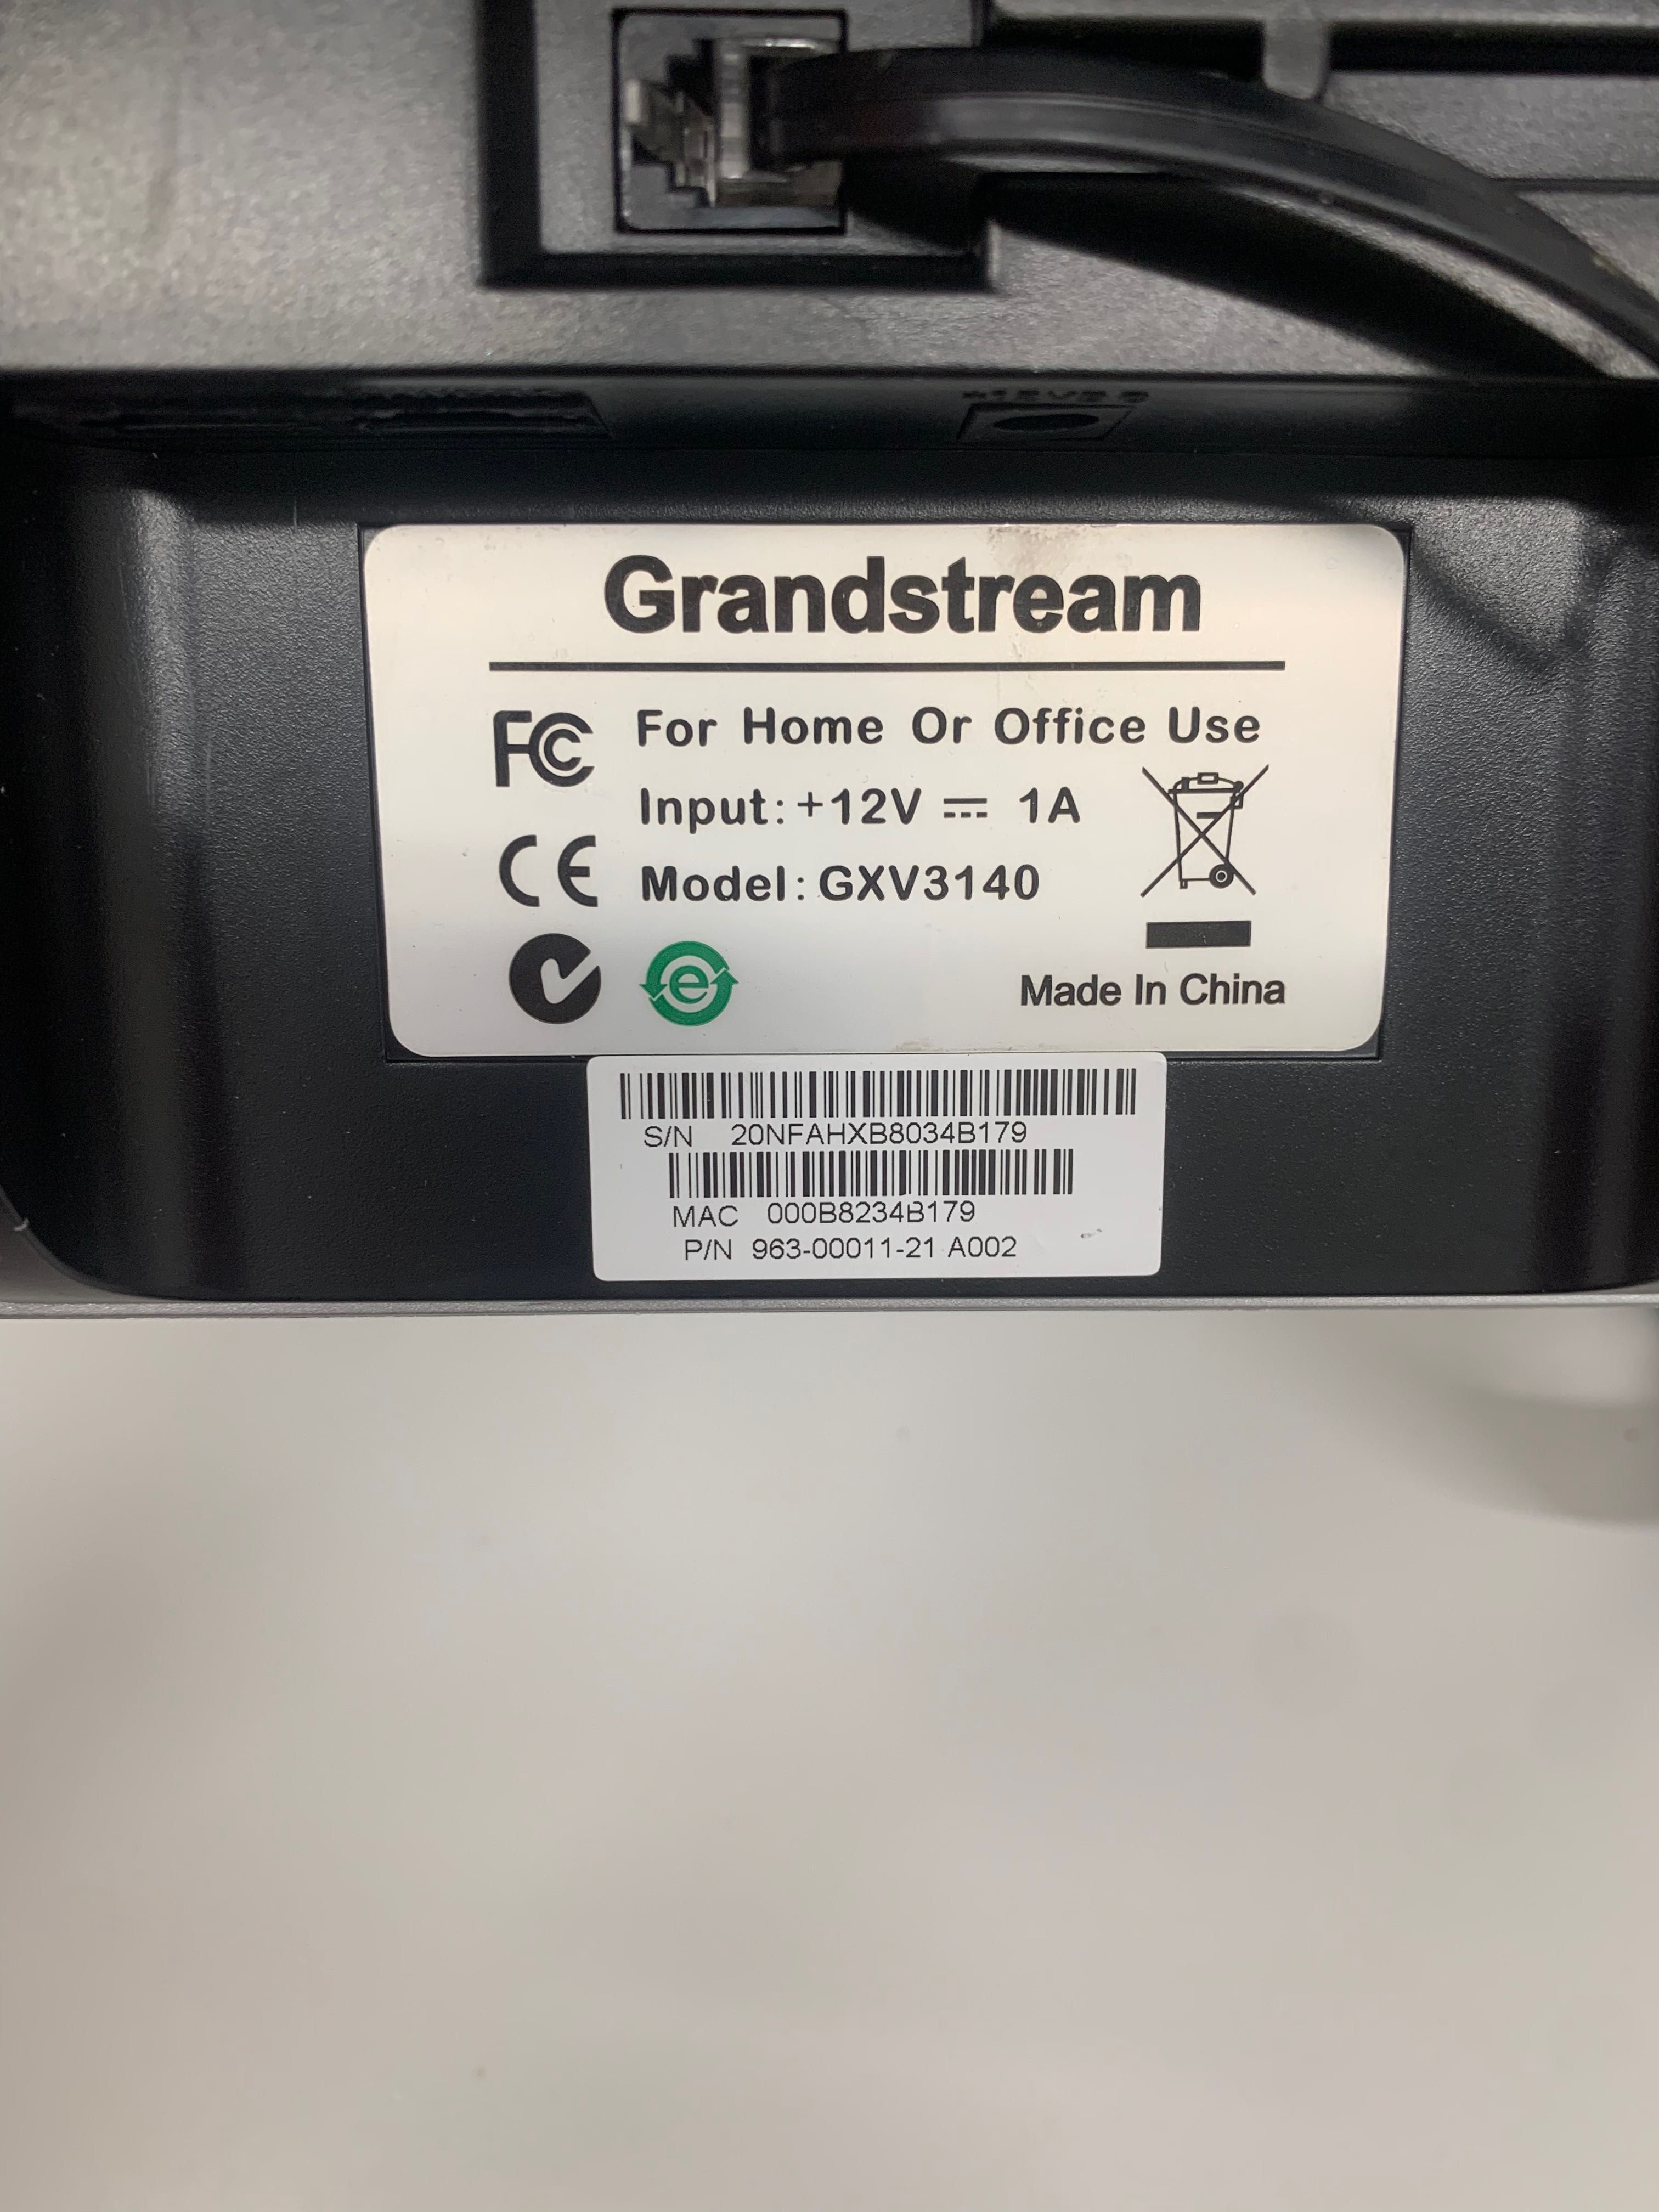 Grandstream
FC For Home Or Office Use
Input: +12V 1A
CE Model: GXV3140
e Made In China
S/N 20NFAHXB8034B179
MAC 000B8234B179
P/N 963-00011-21 A002